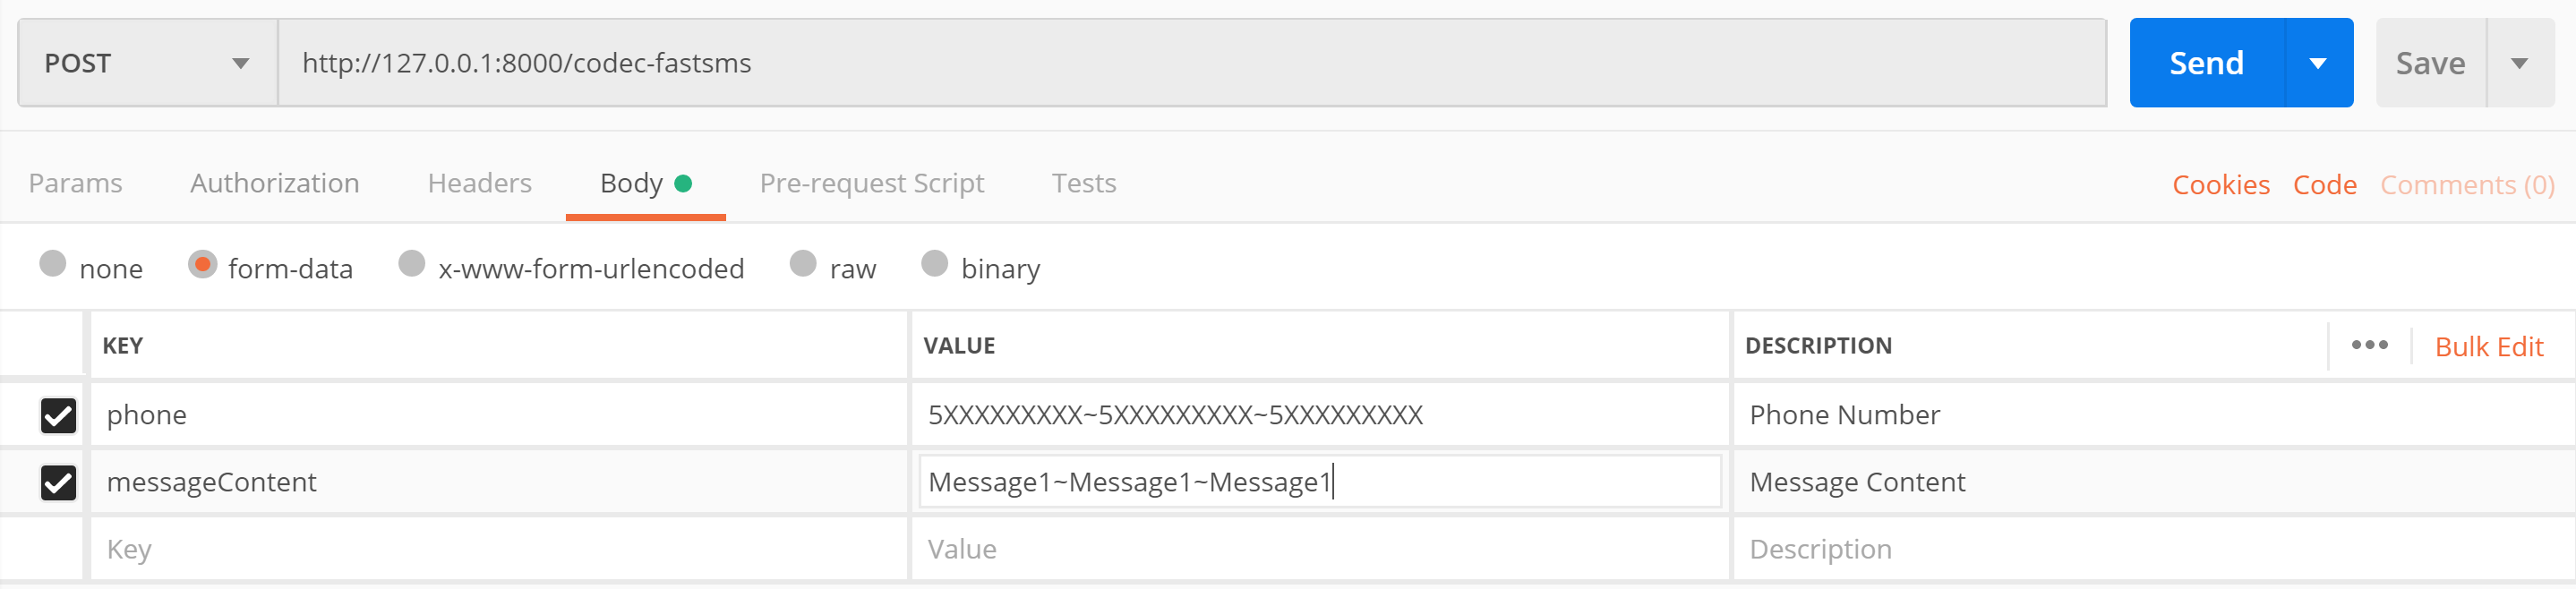 POST http://127.0.0.1:8000/codec-fastsms Send Save
Params Authorization Headers Body Pre-request Script Tests Cookies Code Comments (0)
none form-data x-www-form-urlencoded raw binary
KEY VALUE DESCRIPTION Bulk Edit
phone 5XXXXXXXXX~5XXXXXXXXX~5XXXXXXXXX Phone Number
messageContent Message1~Message1~Message1 Message Content
Key Value Description